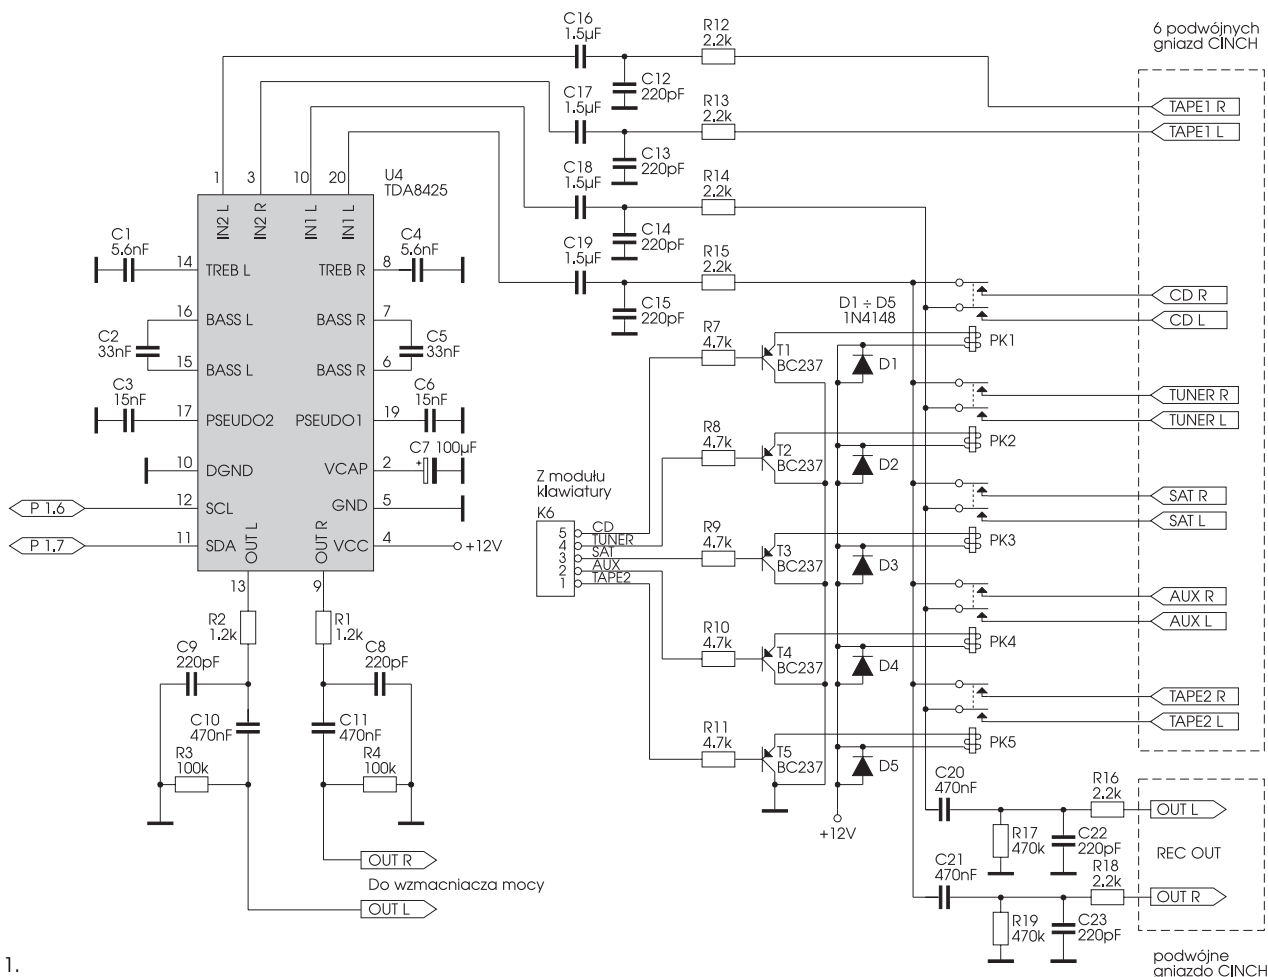 C16
1.5µF
R12
2.2k
6 podwójnych
gniazd CINCH
C12
220pF
C17
1.5µF
R13
2.2k
TAPE1 R
TAPE1 L
C13
220pF
C18
1.5µF
R14
2.2k
1
3
10
20
U4
TDA8425
IN2 L
IN2 R
IN1 L
IN1 L
C14
220pF
C19
1.5µF
R15
2.2k
C1
5.6nF
14
TREB L
TREB R
8
C4
5.6nF
C15
220pF
D1 ÷ D5
1N4148
CD R
CD L
16
BASS L
BASS R
7
C2
33nF
C5
33nF
15
BASS L
BASS R
6
R7
4.7k
T1
BC237
D1
PK1
C3
15nF
17
PSEUDO2
PSEUDO1
19
C6
15nF
TUNER R
TUNER L
R8
4.7k
T2
BC237
D2
PK2
10
DGND
VCAP
2
C7 100µF
+
Z modułu
klawiatury
K6
SAT R
SAT L
P 1.6
12
SCL
GND
5
P 1.7
11
SDA
OUT L
OUT R
VCC
4
+12V
5
CD
4
TUNER
3
SAT
2
AUX
1
TAPE2
R9
4.7k
T3
BC237
D3
PK3
13
9
AUX R
AUX L
R2
1.2k
R1
1.2k
R10
4.7k
T4
BC237
D4
PK4
C9
220pF
C8
220pF
TAPE2 R
TAPE2 L
C10
470nF
C11
470nF
R11
4.7k
T5
BC237
D5
PK5
R3
100k
R4
100k
+12V
C20
470nF
R16
2.2k
OUT L
R17
470k
C22
220pF
REC OUT
OUT R
Do wzmacniacza mocy
OUT L
C21
470nF
R18
2.2k
OUT R
R19
470k
C23
220pF
podwójne
gniazdo CINCH
1.